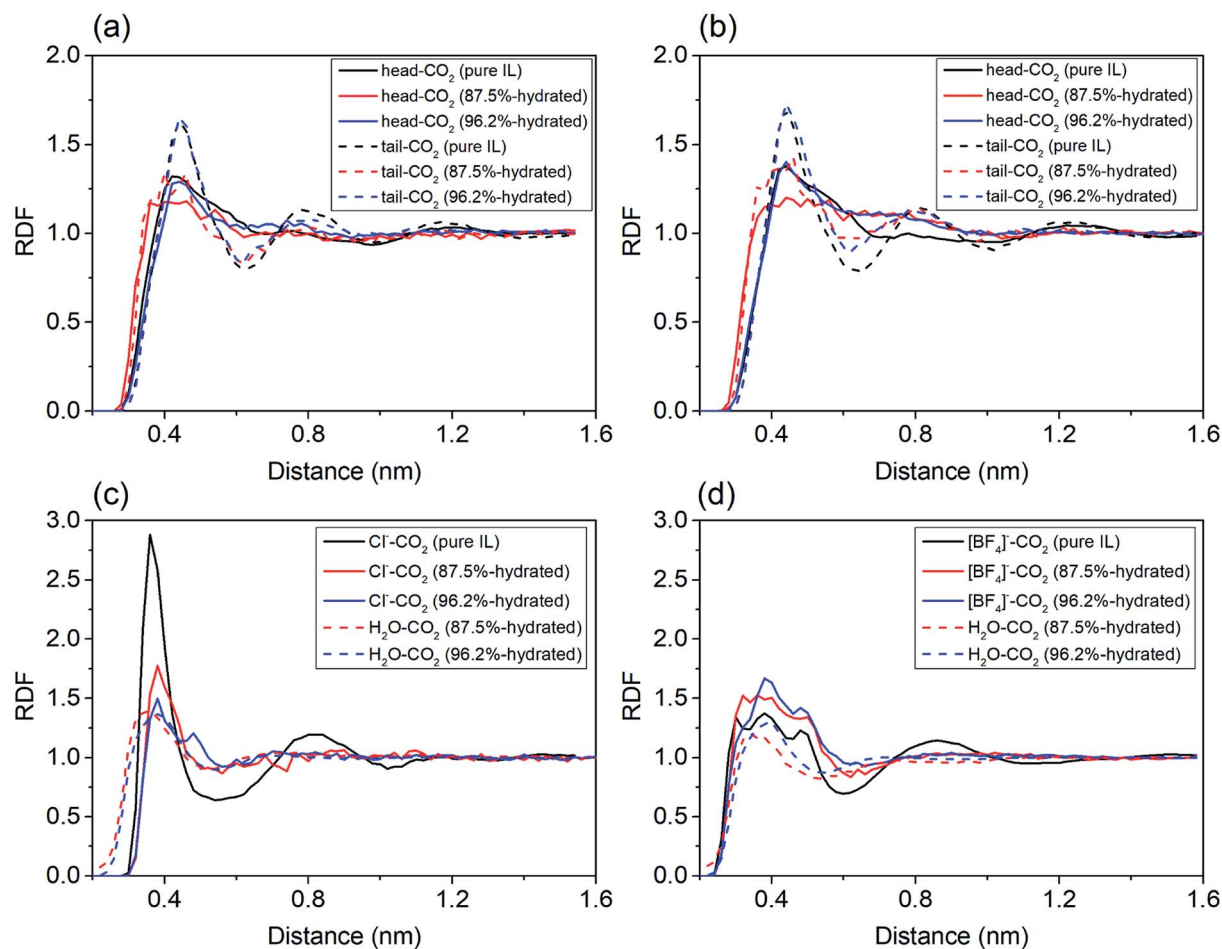 (a)
2.0
1.5
1.0
0.5
0.0
RDF
head-CO₂ (pure IL)
head-CO₂ (87.5%-hydrated)
head-CO₂ (96.2%-hydrated)
tail-CO₂ (pure IL)
tail-CO₂ (87.5%-hydrated)
tail-CO₂ (96.2%-hydrated)
0.4 0.8 1.2 1.6
Distance (nm)
(b)
2.0
1.5
1.0
0.5
0.0
RDF
head-CO₂ (pure IL)
head-CO₂ (87.5%-hydrated)
head-CO₂ (96.2%-hydrated)
tail-CO₂ (pure IL)
tail-CO₂ (87.5%-hydrated)
tail-CO₂ (96.2%-hydrated)
0.4 0.8 1.2 1.6
Distance (nm)
(c)
3.0
2.5
2.0
1.5
1.0
0.5
0.0
RDF
Cl⁻-CO₂ (pure IL)
Cl⁻-CO₂ (87.5%-hydrated)
Cl⁻-CO₂ (96.2%-hydrated)
H₂O-CO₂ (87.5%-hydrated)
H₂O-CO₂ (96.2%-hydrated)
0.4 0.8 1.2 1.6
Distance (nm)
(d)
3.0
2.5
2.0
1.5
1.0
0.5
0.0
RDF
[BF₄]⁻-CO₂ (pure IL)
[BF₄]⁻-CO₂ (87.5%-hydrated)
[BF₄]⁻-CO₂ (96.2%-hydrated)
H₂O-CO₂ (87.5%-hydrated)
H₂O-CO₂ (96.2%-hydrated)
0.4 0.8 1.2 1.6
Distance (nm)